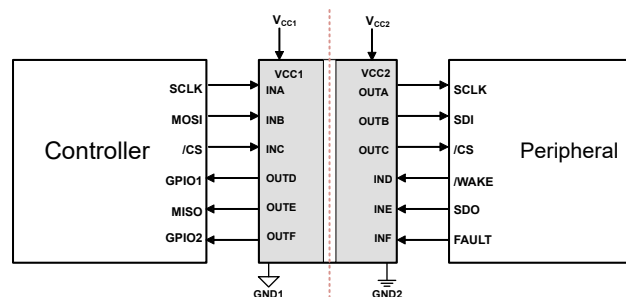 VCC1 VCC2
VCC1 VCC2
SCLK INA OUTA SCLK
MOSI INB OUTB SDI
Controller /CS INC OUTC /CS Peripheral
GPIO1 OUTD IND /WAKE
MISO OUTE INE SDO
GPIO2 OUTF INF FAULT
GND1 GND2